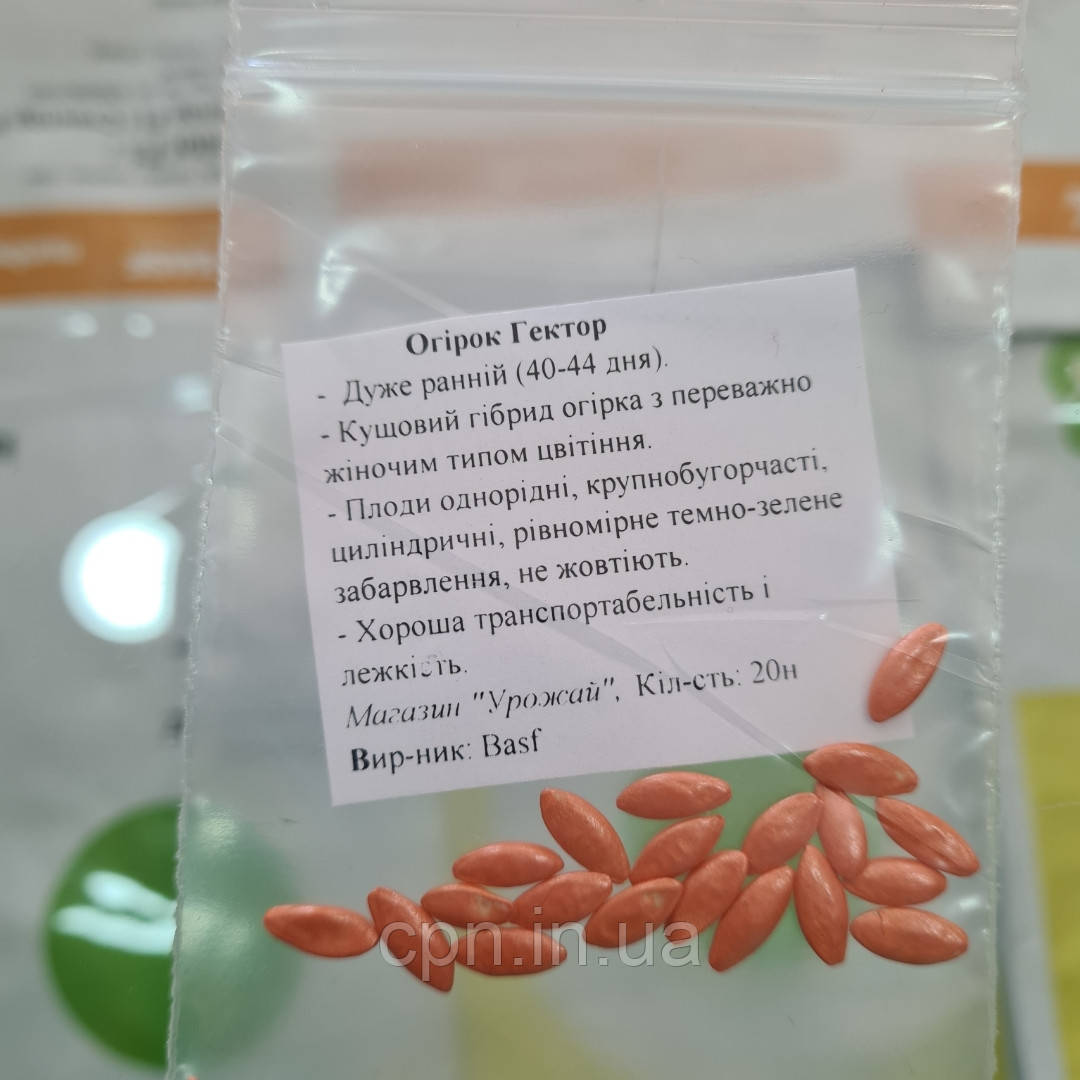 Огірок Гектор
- Дуже ранній (40-44 дня).
- Кущовий гібрид огірка з переважно
жіночим типом цвітіння.
- Плоди однорідні, крупнобугорчасті,
циліндричні, рівномірне темно-зелене
забарвлення, не жовтіють.
- Хороша транспортабельність і
лежкість.
Магазин "Урожай", Кіл-сть: 20н
Вир-ник: Basf
cpn.in.ua